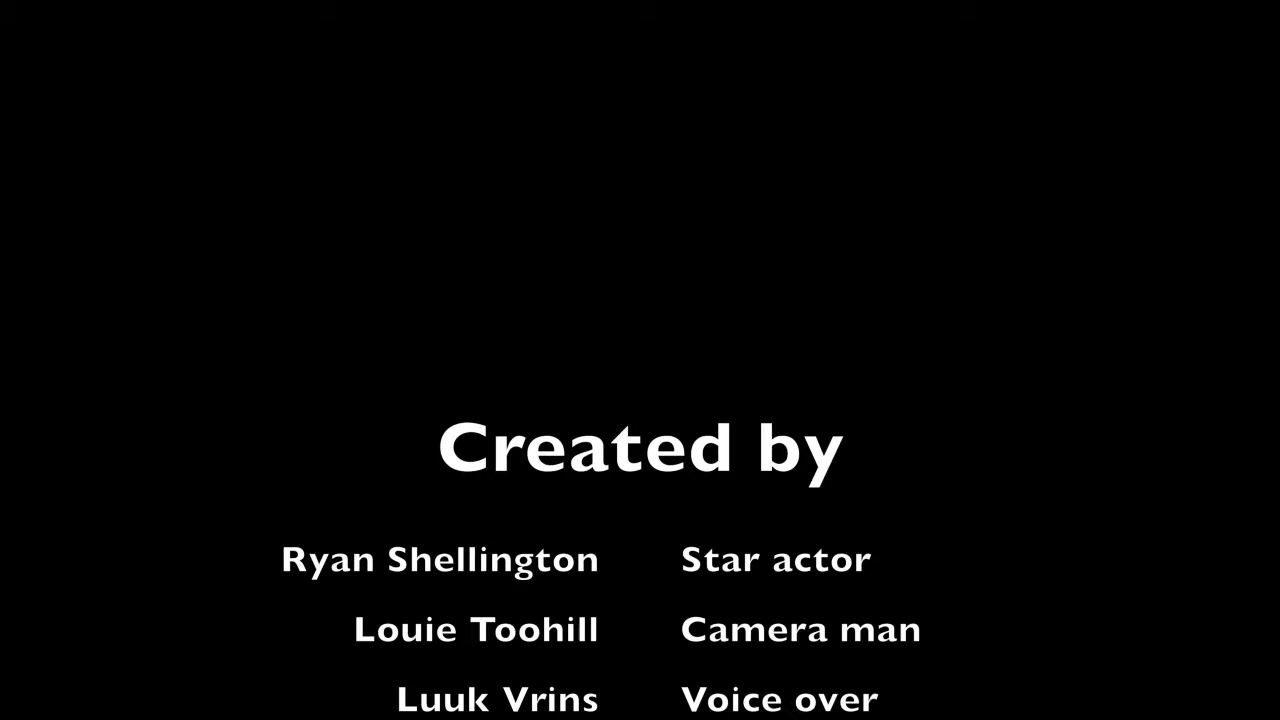 Created by
Ryan Shellington Star actor
Louie Toohill Camera man
Luuk Vrins Voice over